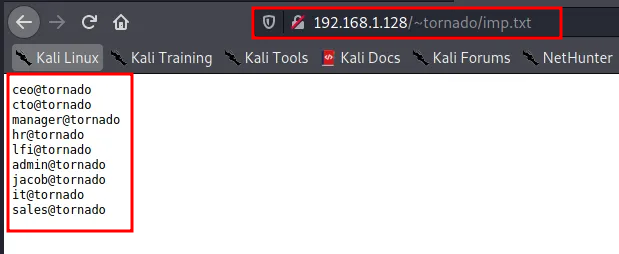 192.168.1.128/~tornado/imp.txt
Kali Linux Kali Training Kali Tools Kali Docs Kali Forums NetHunter
ceo@tornado
cto@tornado
manager@tornado
hr@tornado
lfi@tornado
admin@tornado
jacob@tornado
it@tornado
sales@tornado